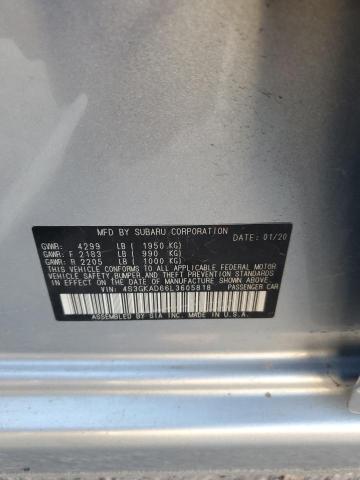 MFD BY SUBARU CORPORATION
GVWR: 4299 LB ( 1950 KG) DATE: 01/20
GAWR: F 2183 LB ( 990 KG)
GAWR: R 2205 LB ( 1000 KG)
THIS VEHICLE CONFORMS TO ALL APPLICABLE FEDERAL MOTOR
VEHICLE SAFETY, BUMPER, AND THEFT PREVENTION STANDARDS
IN EFFECT ON THE DATE OF MANUFACTURE SHOWN ABOVE.
VIN: 4S3GKAD66L3605818 PASSENGER CAR
ASSEMBLED BY SIA INC. MADE IN U.S.A.